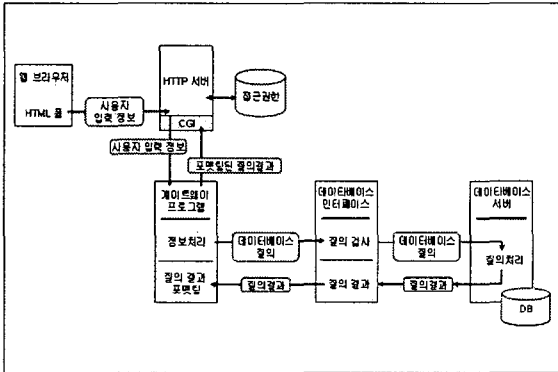 웹 브라우저
HTML 폼
사용자
입력 정보
HTTP 서버
CGI
접근권한
사용자 입력 정보
포맷팅된 질의결과
게이트웨이
프로그램
정보처리
질의 결과
포맷팅
데이터베이스
질의
데이타베이스
인터페이스
질의 검사
질의 결과
데이타베이스
질의
데이타베이스
서버
질의처리
질의결과
질의결과
DB